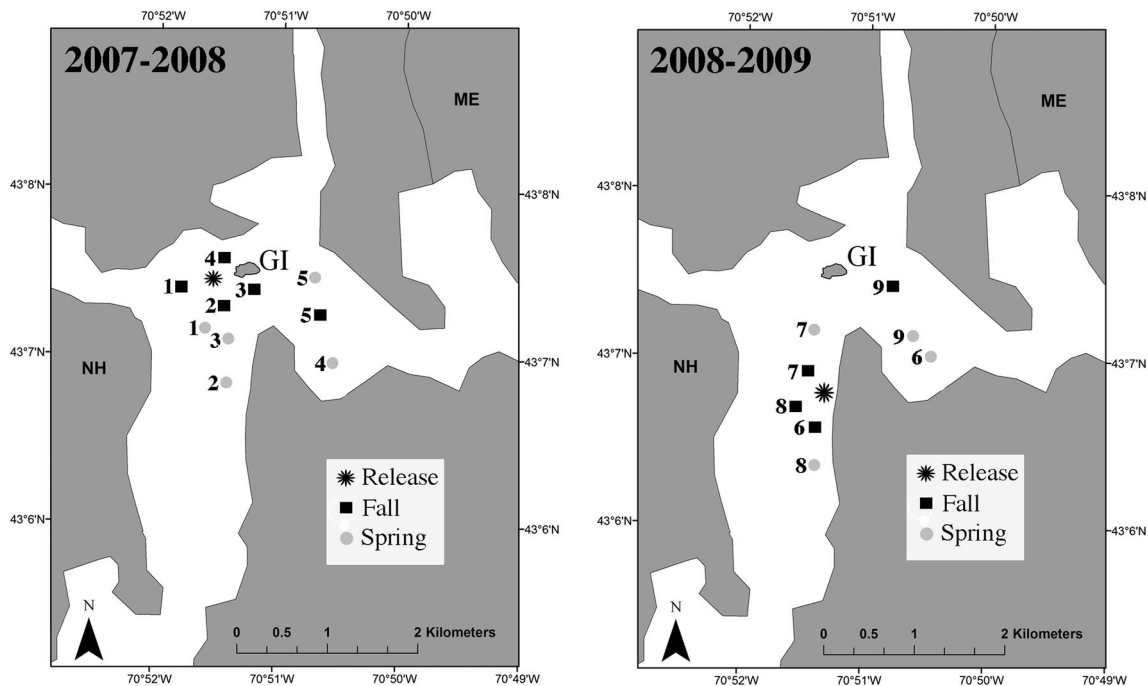 70°52'W 70°51'W 70°50'W
2007-2008
ME
43°8'N 43°8'N
4 GI
1 3 5
2
1 5
3
43°7'N 43°7'N
NH 4
2
Release
Fall
43°6'N 43°6'N
Spring
N
0 0.5 1 2 Kilometers
70°52'W 70°51'W 70°50'W 70°49'W
70°52'W 70°51'W 70°50'W
2008-2009
ME
43°8'N 43°8'N
GI
9
7 9
43°7'N 6 43°7'N
NH 7
8
6
8
Release
Fall
43°6'N 43°6'N
Spring
N
0 0.5 1 2 Kilometers
70°52'W 70°51'W 70°50'W 70°49'W